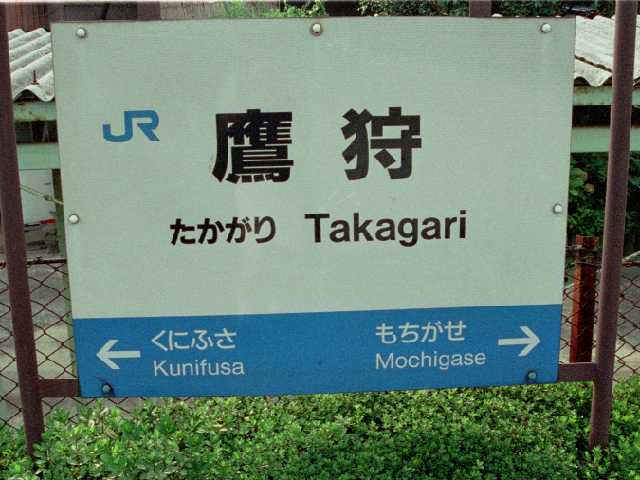 JR 鷹狩
たかがり Takagari
← くにふさ もちがせ →
Kunifusa Mochigase